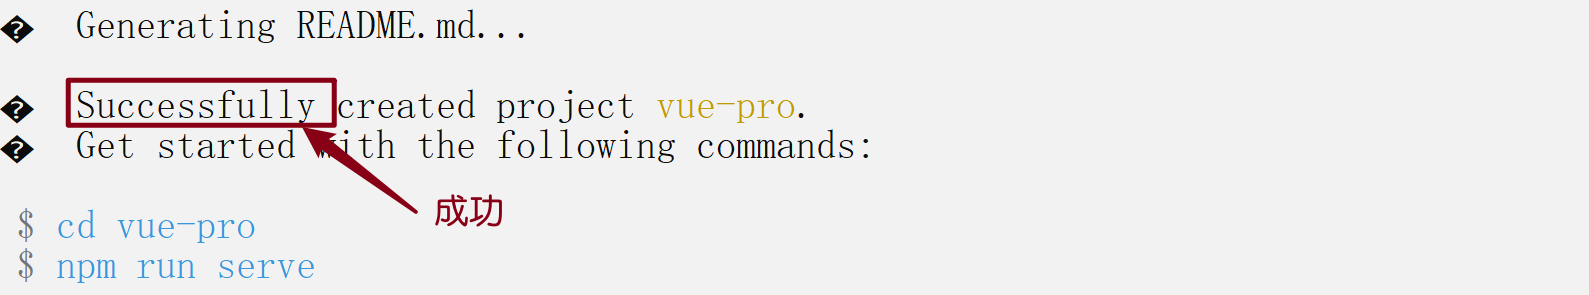 � Generating README.md...
� Successfully created project vue-pro.
� Get started with the following commands:
成功
$ cd vue-pro
$ npm run serve